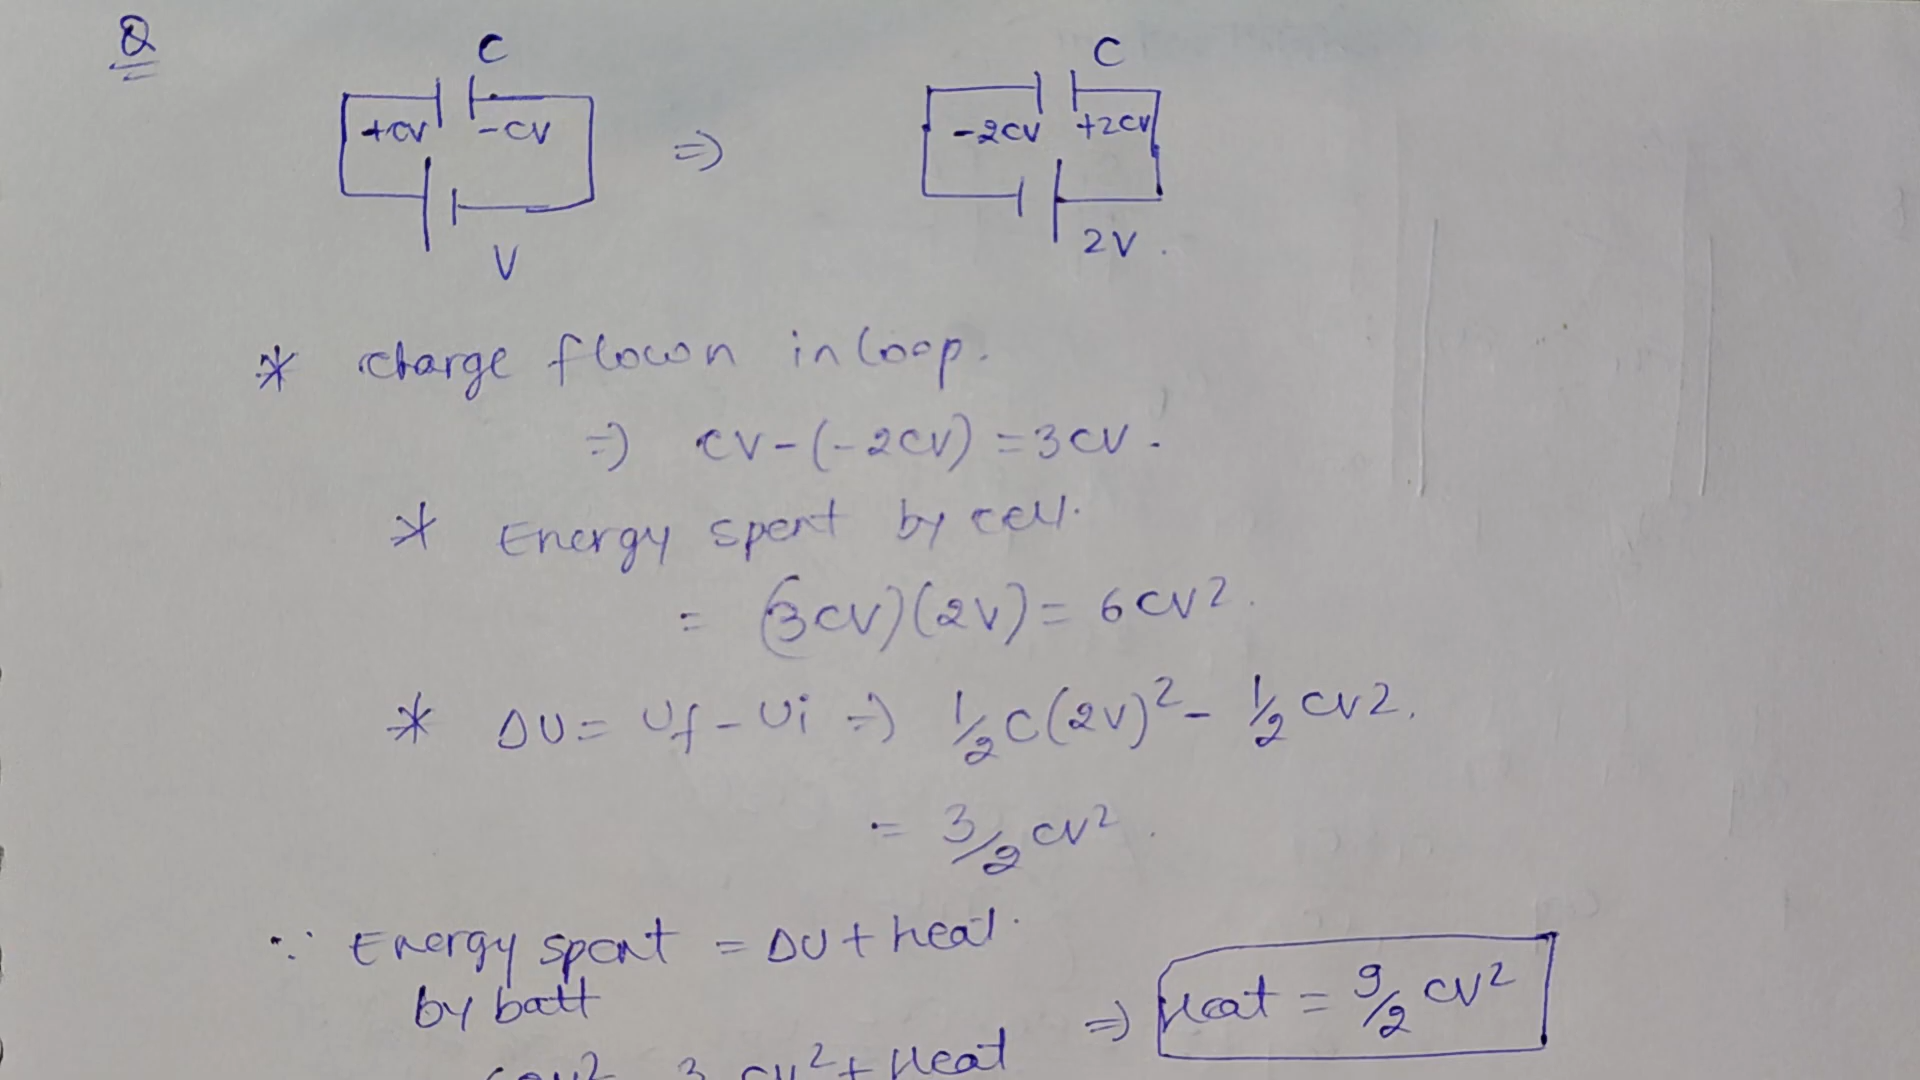 Q
C C
+CV -CV ⇒ -2CV +2CV
V 2V.
* charge flown in loop.
⇒ CV-(-2CV) = 3CV.
* Energy spent by cell.
= (3CV)(2V) = 6CV².
* ΔU = Uf - Ui ⇒ ½C(2V)² - ½CV2.
= 3/2 CV².
∵ Energy spent = ΔU + heat.
by batt
⇒ Heat = 9/2 CV²
6CV² 3 CV² + Heat